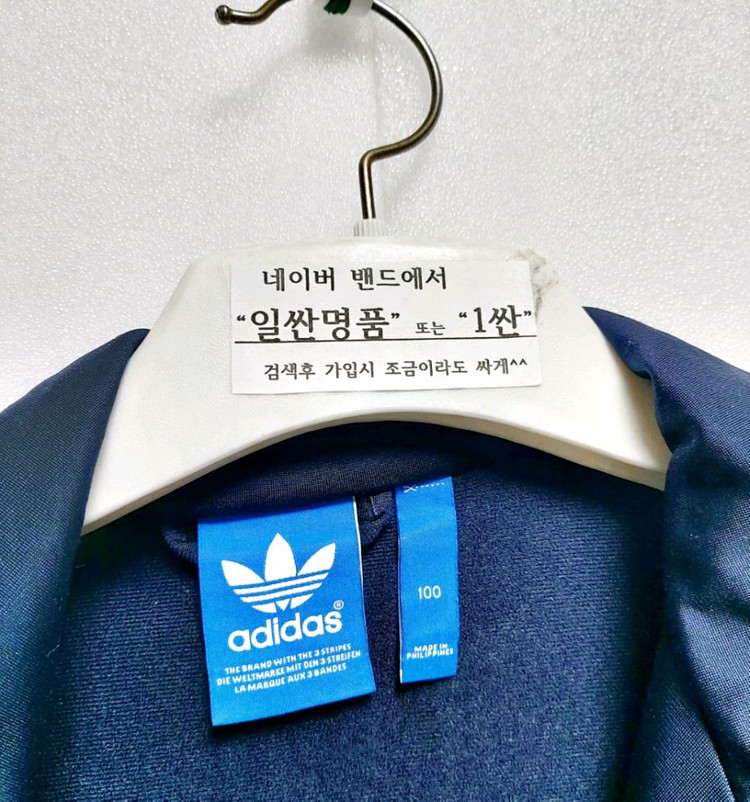 네이버 밴드에서
“일싼명품” 또는 “1싼”
검색후 가입시 조금이라도 싸게^^
adidas®
THE BRAND WITH THE 3 STRIPES
DIE WELTMARKE MIT DEN 3 STREIFEN
LA MARQUE AUX 3 BANDES
100
MADE IN
PHILIPPINES